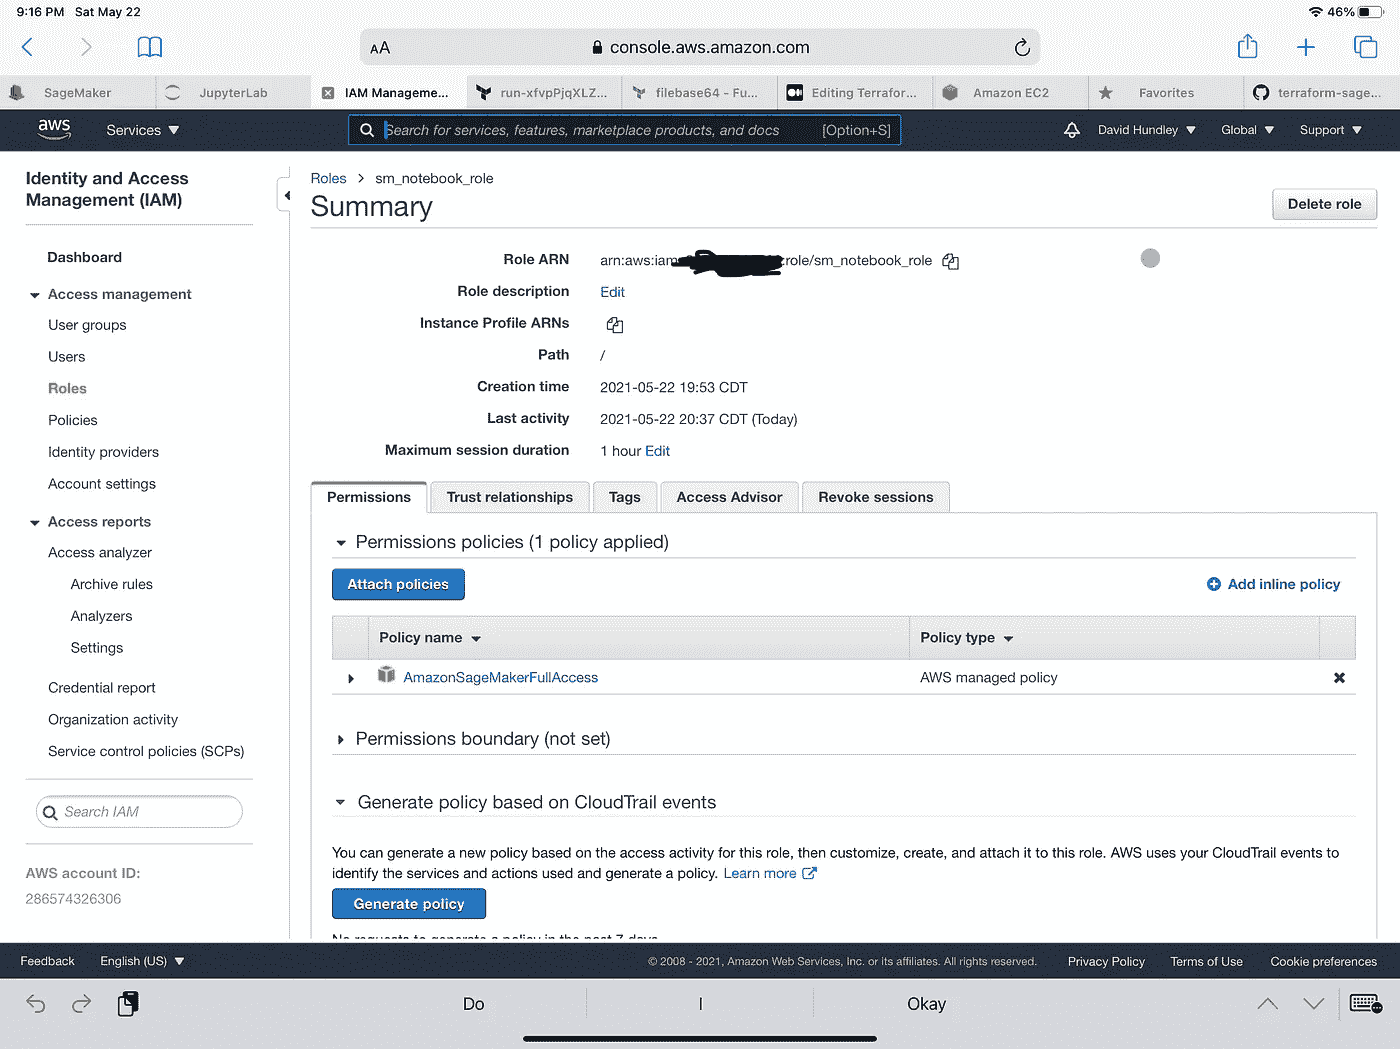 9:16 PM Sat May 22 46%
AA console.aws.amazon.com
SageMaker JupyterLab IAM Manageme... run-xfvpPjqXLZ... filebase64 - Fu... Editing Terrafor... Amazon EC2 Favorites terraform-sage...
aws Services Search for services, features, marketplace products, and docs [Option+S] David Hundley Global Support
Identity and Access
Management (IAM)
Dashboard
Access management
User groups
Users
Roles
Policies
Identity providers
Account settings
Access reports
Access analyzer
Archive rules
Analyzers
Settings
Credential report
Organization activity
Service control policies (SCPs)
Search IAM
AWS account ID:
286574326306
Roles > sm_notebook_role
Summary
Delete role
Role ARN arn:aws:iam :role/sm_notebook_role
Role description Edit
Instance Profile ARNs
Path /
Creation time 2021-05-22 19:53 CDT
Last activity 2021-05-22 20:37 CDT (Today)
Maximum session duration 1 hour Edit
Permissions Trust relationships Tags Access Advisor Revoke sessions
Permissions policies (1 policy applied)
Attach policies Add inline policy
Policy name Policy type
AmazonSageMakerFullAccess AWS managed policy
Permissions boundary (not set)
Generate policy based on CloudTrail events
You can generate a new policy based on the access activity for this role, then customize, create, and attach it to this role. AWS uses your CloudTrail events to
identify the services and actions used and generate a policy. Learn more
Generate policy
No requests to generate a policy in the past 7 days
Feedback English (US) © 2008 - 2021, Amazon Web Services, Inc. or its affiliates. All rights reserved. Privacy Policy Terms of Use Cookie preferences
Do I Okay